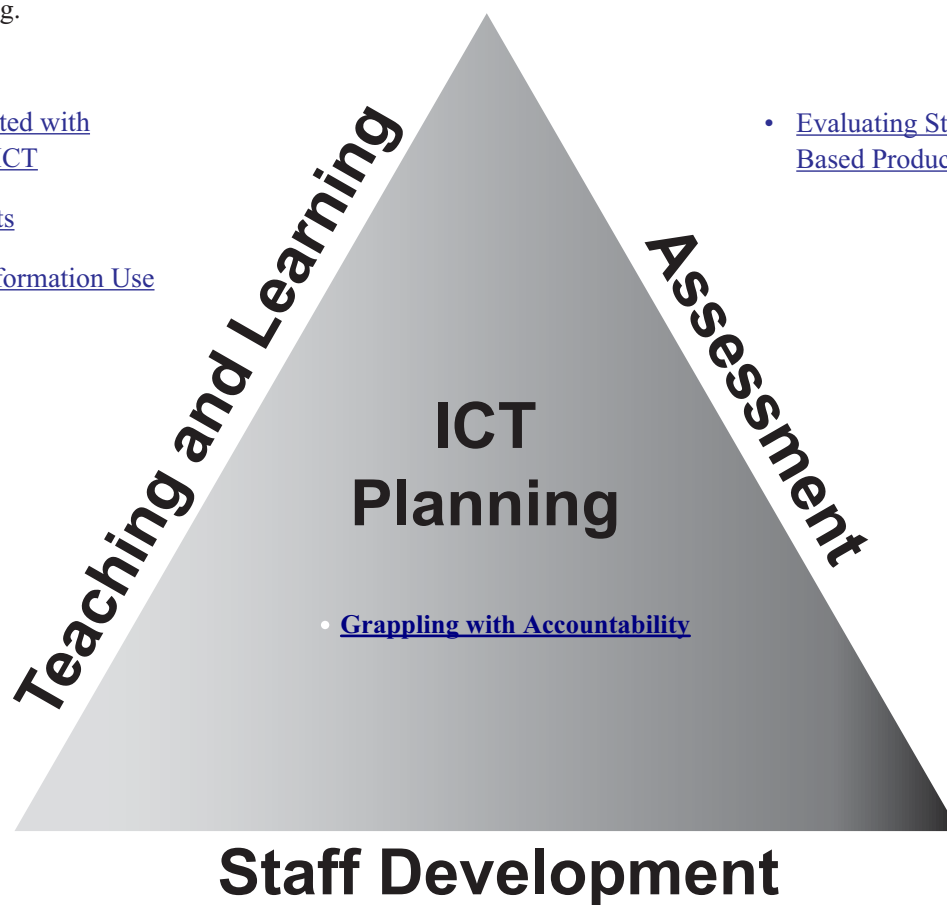 g.
ted with
ICT
ts
formation Use
• Evaluating St
Based Produc
Teaching and Learning
Assessment
ICT
Planning
• Grappling with Accountability
Staff Development